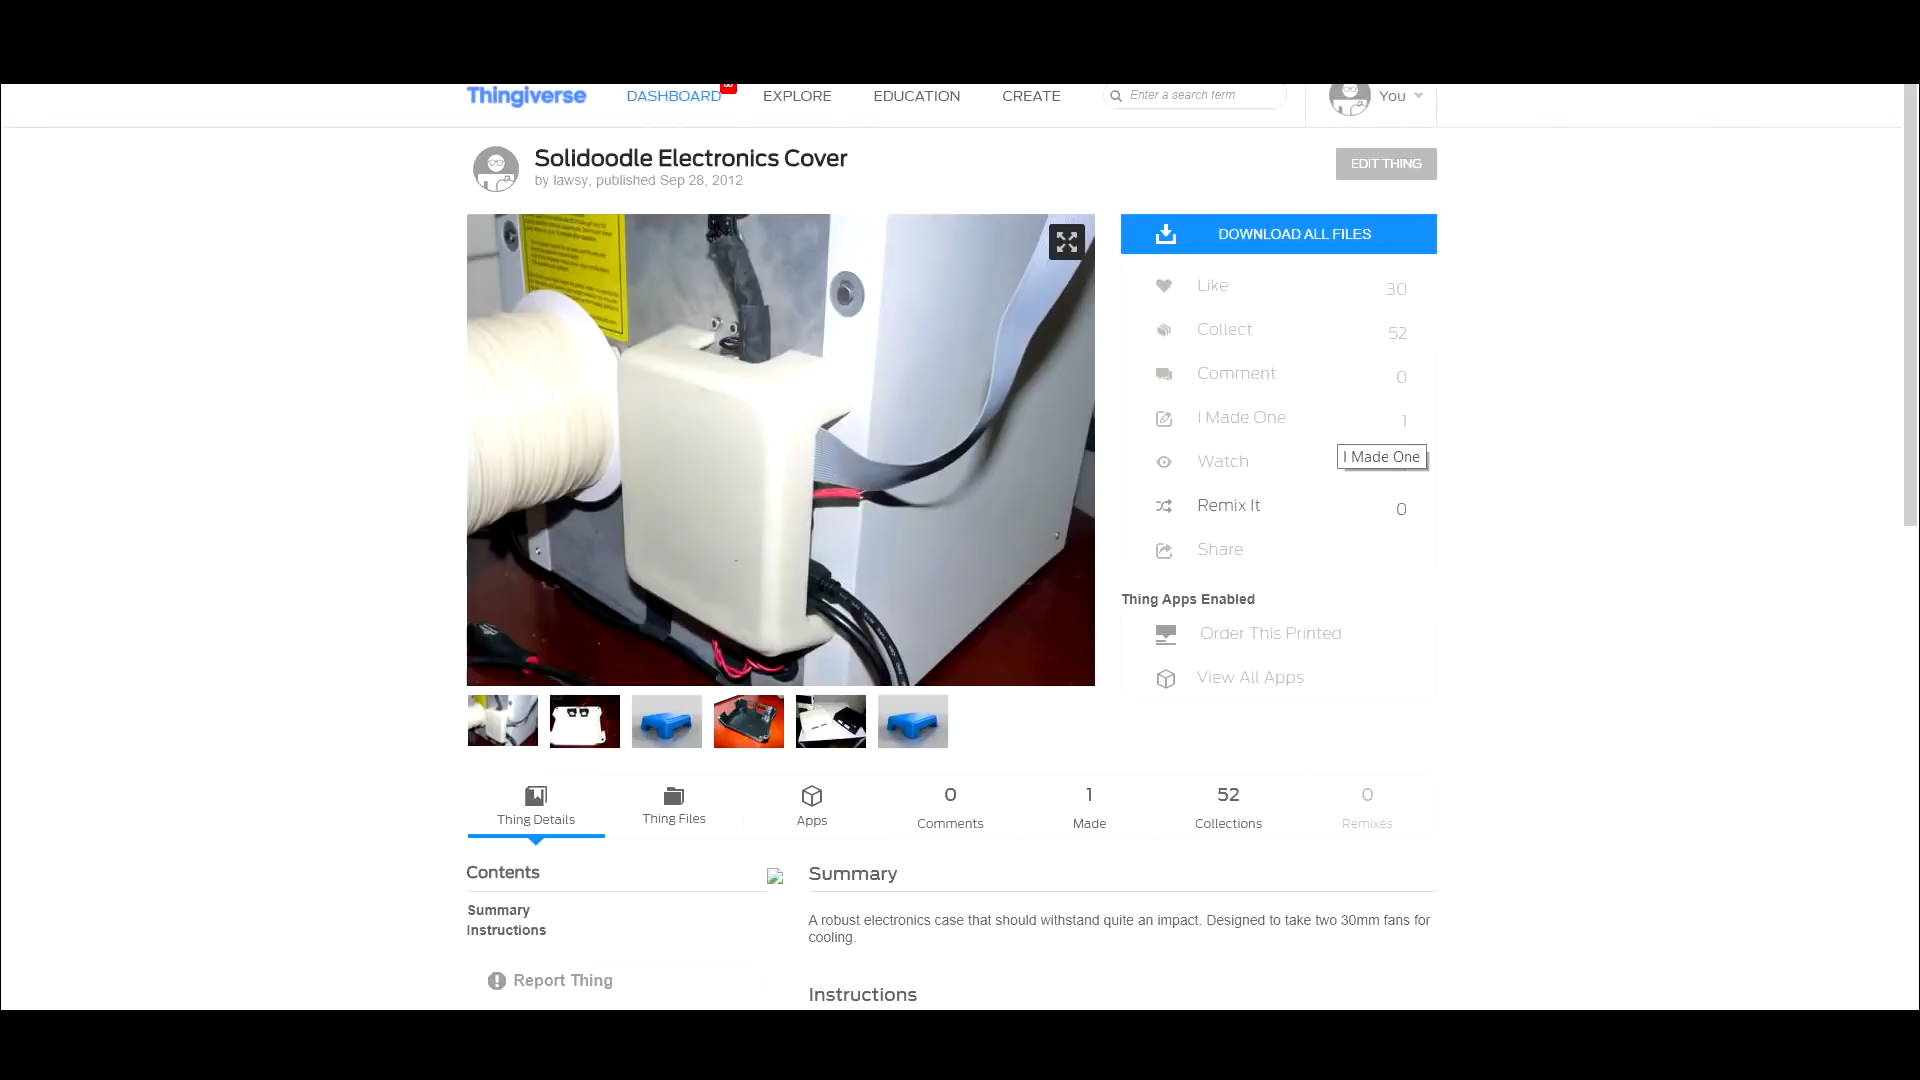 Thingiverse DASHBOARD EXPLORE EDUCATION CREATE Enter a search term You
Solidoodle Electronics Cover
by lawsy, published Sep 28, 2012
EDIT THING
DOWNLOAD ALL FILES
Like 30
Collect 52
Comment 0
I Made One 1
Watch
I Made One
Remix It 0
Share
Thing Apps Enabled
Order This Printed
View All Apps
Thing Details
Thing Files
Apps
0 Comments
1 Made
52 Collections
0 Remixes
Contents
Summary
Instructions
Report Thing
Summary
A robust electronics case that should withstand quite an impact. Designed to take two 30mm fans for
cooling.
Instructions